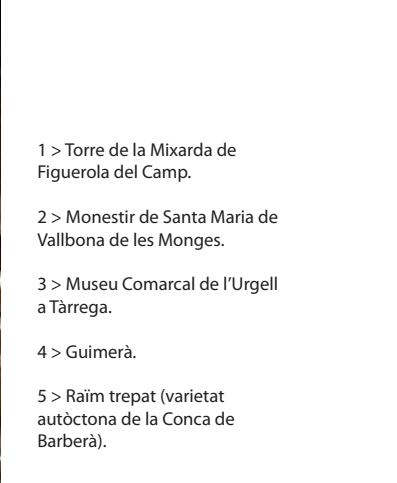 1 > Torre de la Mixarda de
Figuerola del Camp.
2 > Monestir de Santa Maria de
Vallbona de les Monges.
3 > Museu Comarcal de l’Urgell
a Tàrrega.
4 > Guimerà.
5 > Raïm trepat (varietat
autòctona de la Conca de
Barberà).